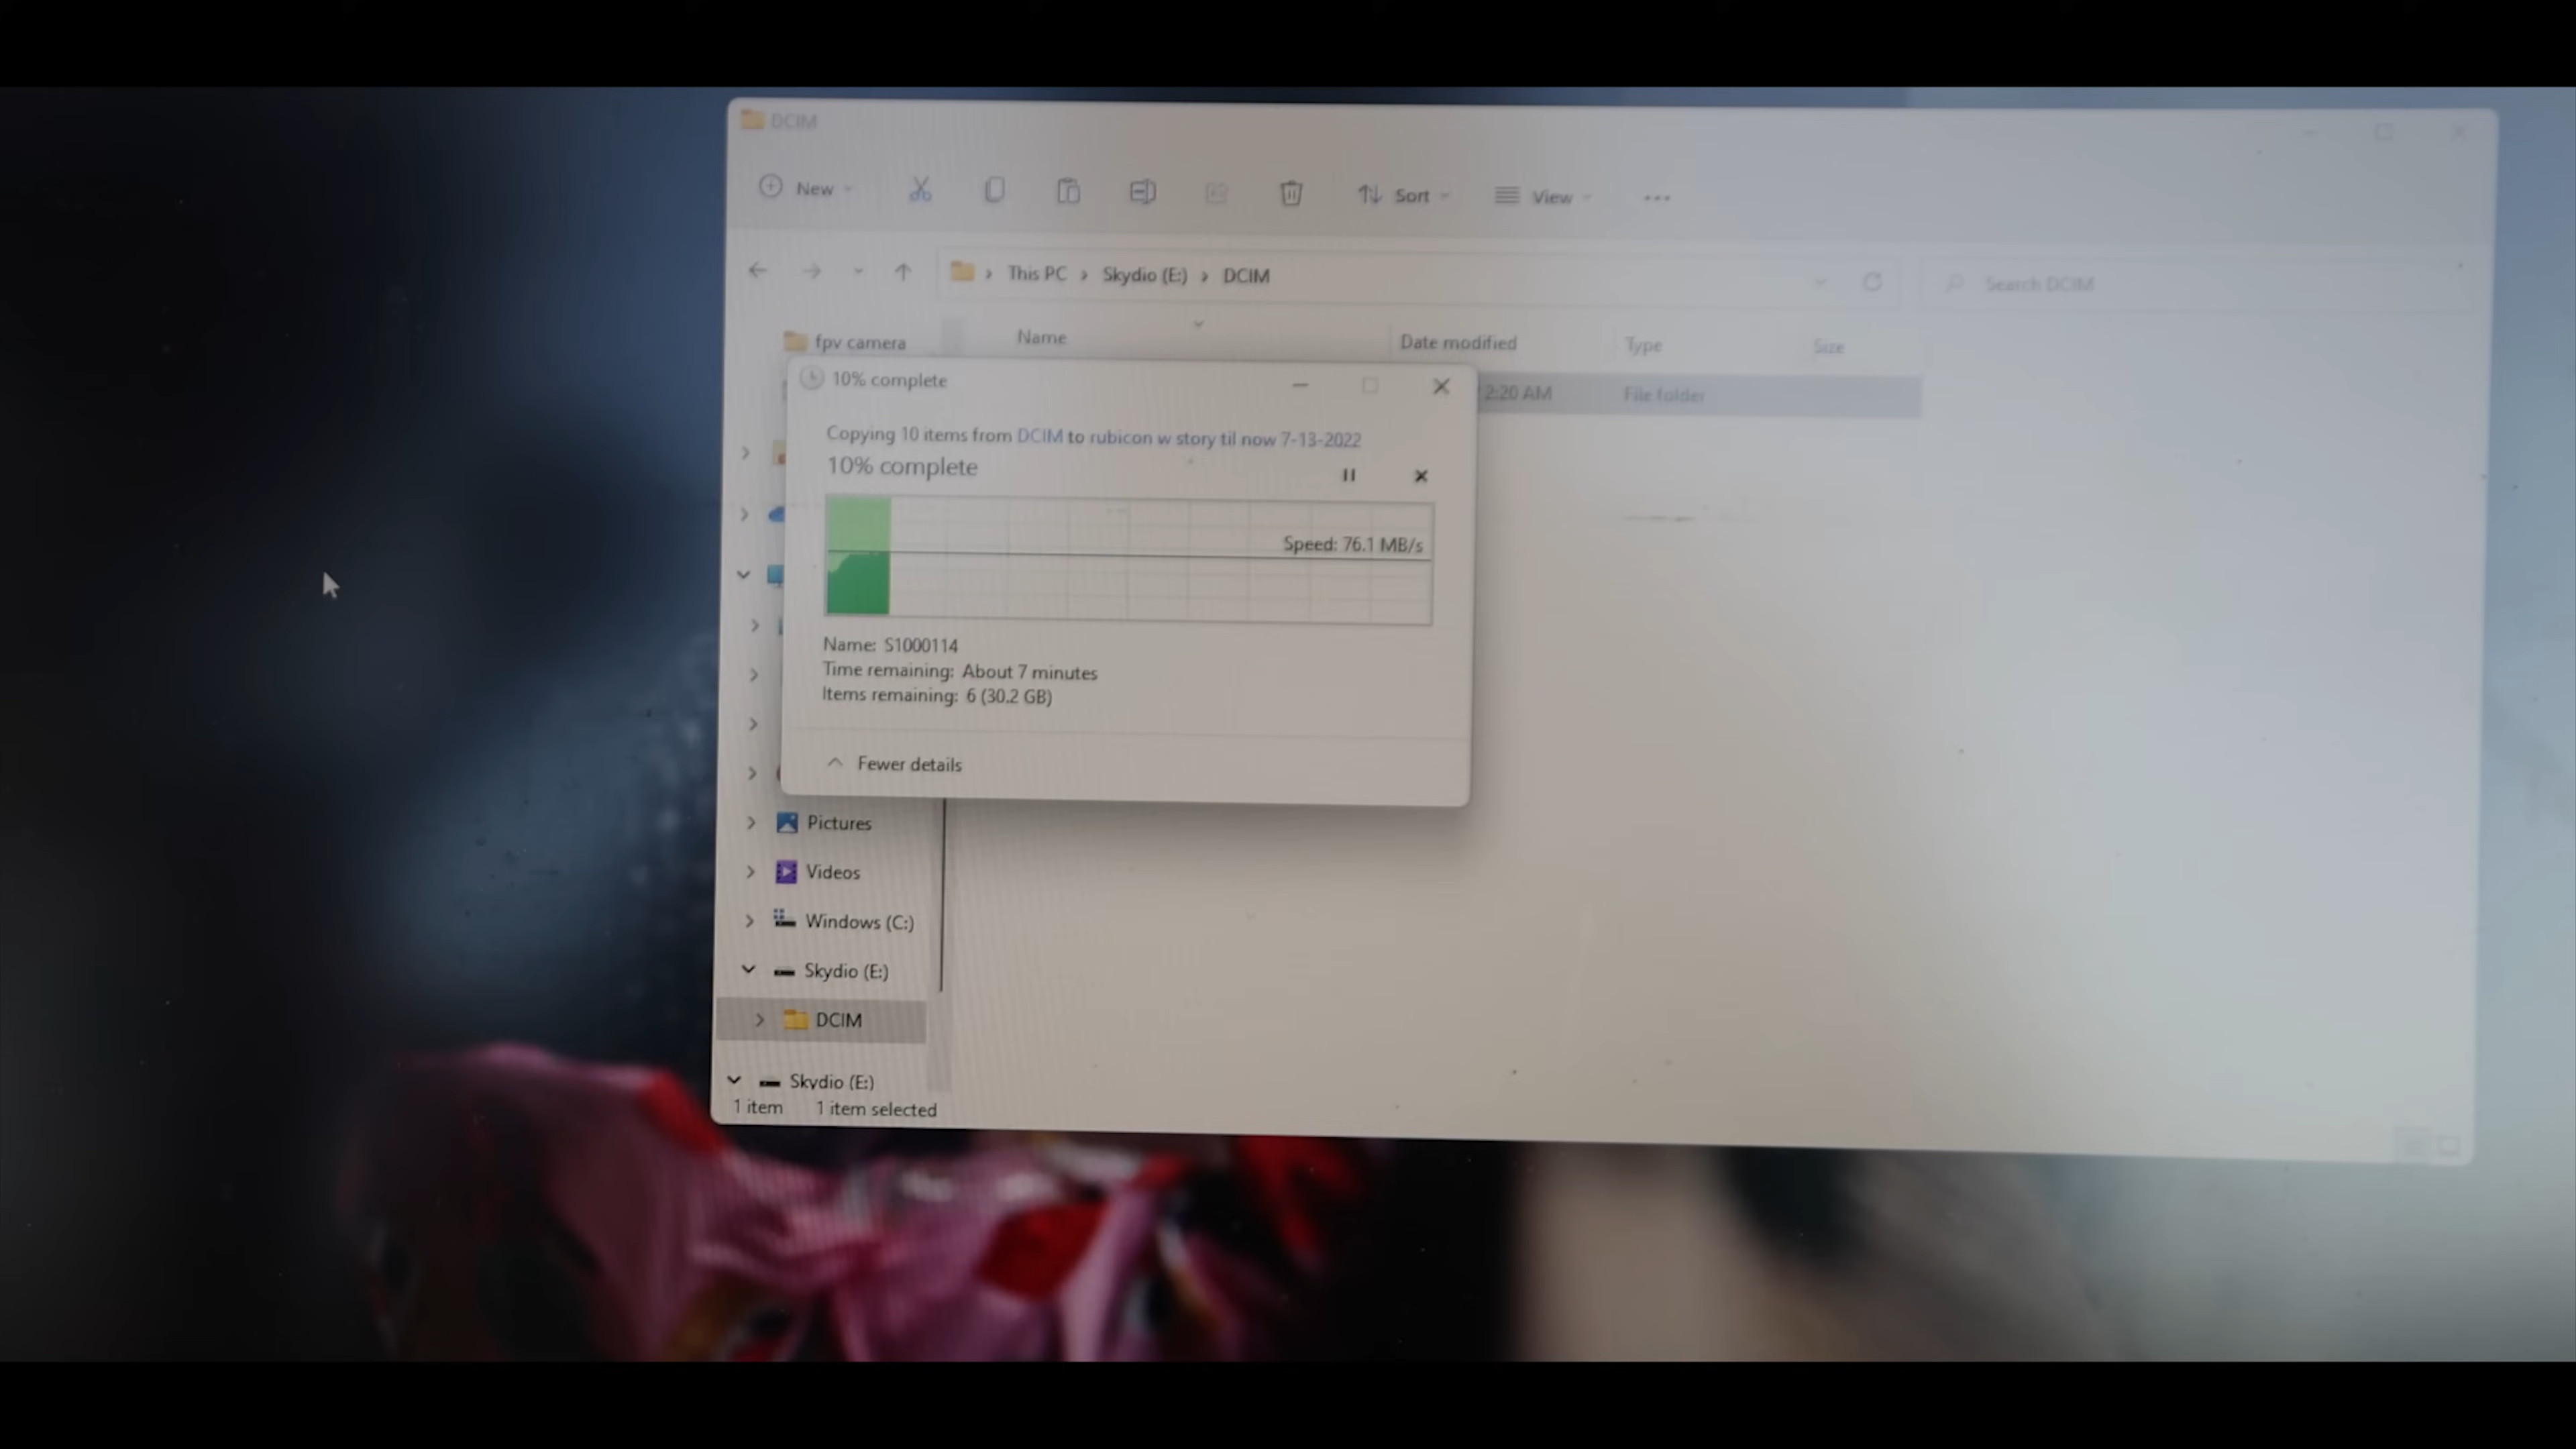 DCIM
New
Sort
View
This PC > Skydio (E:) > DCIM
Search DCIM
fpv camera
Name
Date modified
Type
Size
2:20 AM
File folder
10% complete
Copying 10 items from DCIM to rubicon w story til now 7-13-2022
10% complete
Speed: 76.1 MB/s
Name: S1000114
Time remaining: About 7 minutes
Items remaining: 6 (30.2 GB)
Fewer details
Pictures
Videos
Windows (C:)
Skydio (E:)
DCIM
Skydio (E:)
1 item
1 item selected